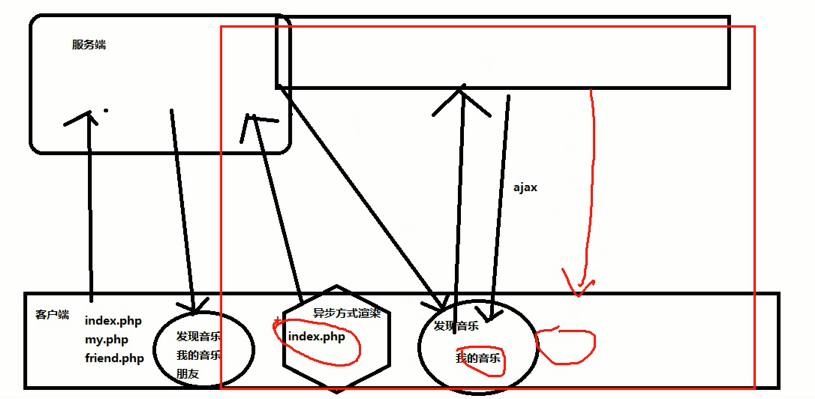 服务端
ajax
客户端
index.php
my.php
friend.php
发现音乐
我的音乐
朋友
异步方式渲染
index.php
发现音乐
我的音乐